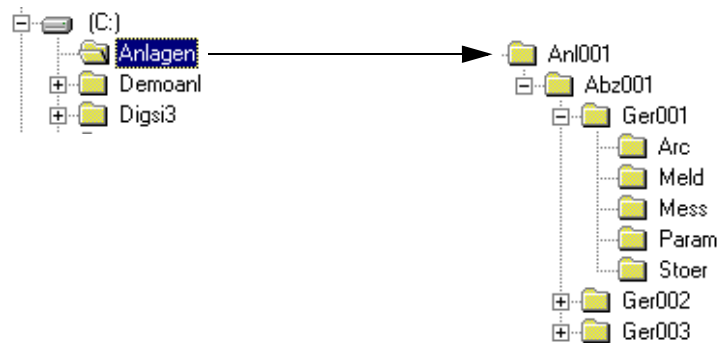 (C:)
Anlagen
Demoanl
Digsi3
Anl001
Abz001
Ger001
Arc
Meld
Mess
Param
Stoer
Ger002
Ger003